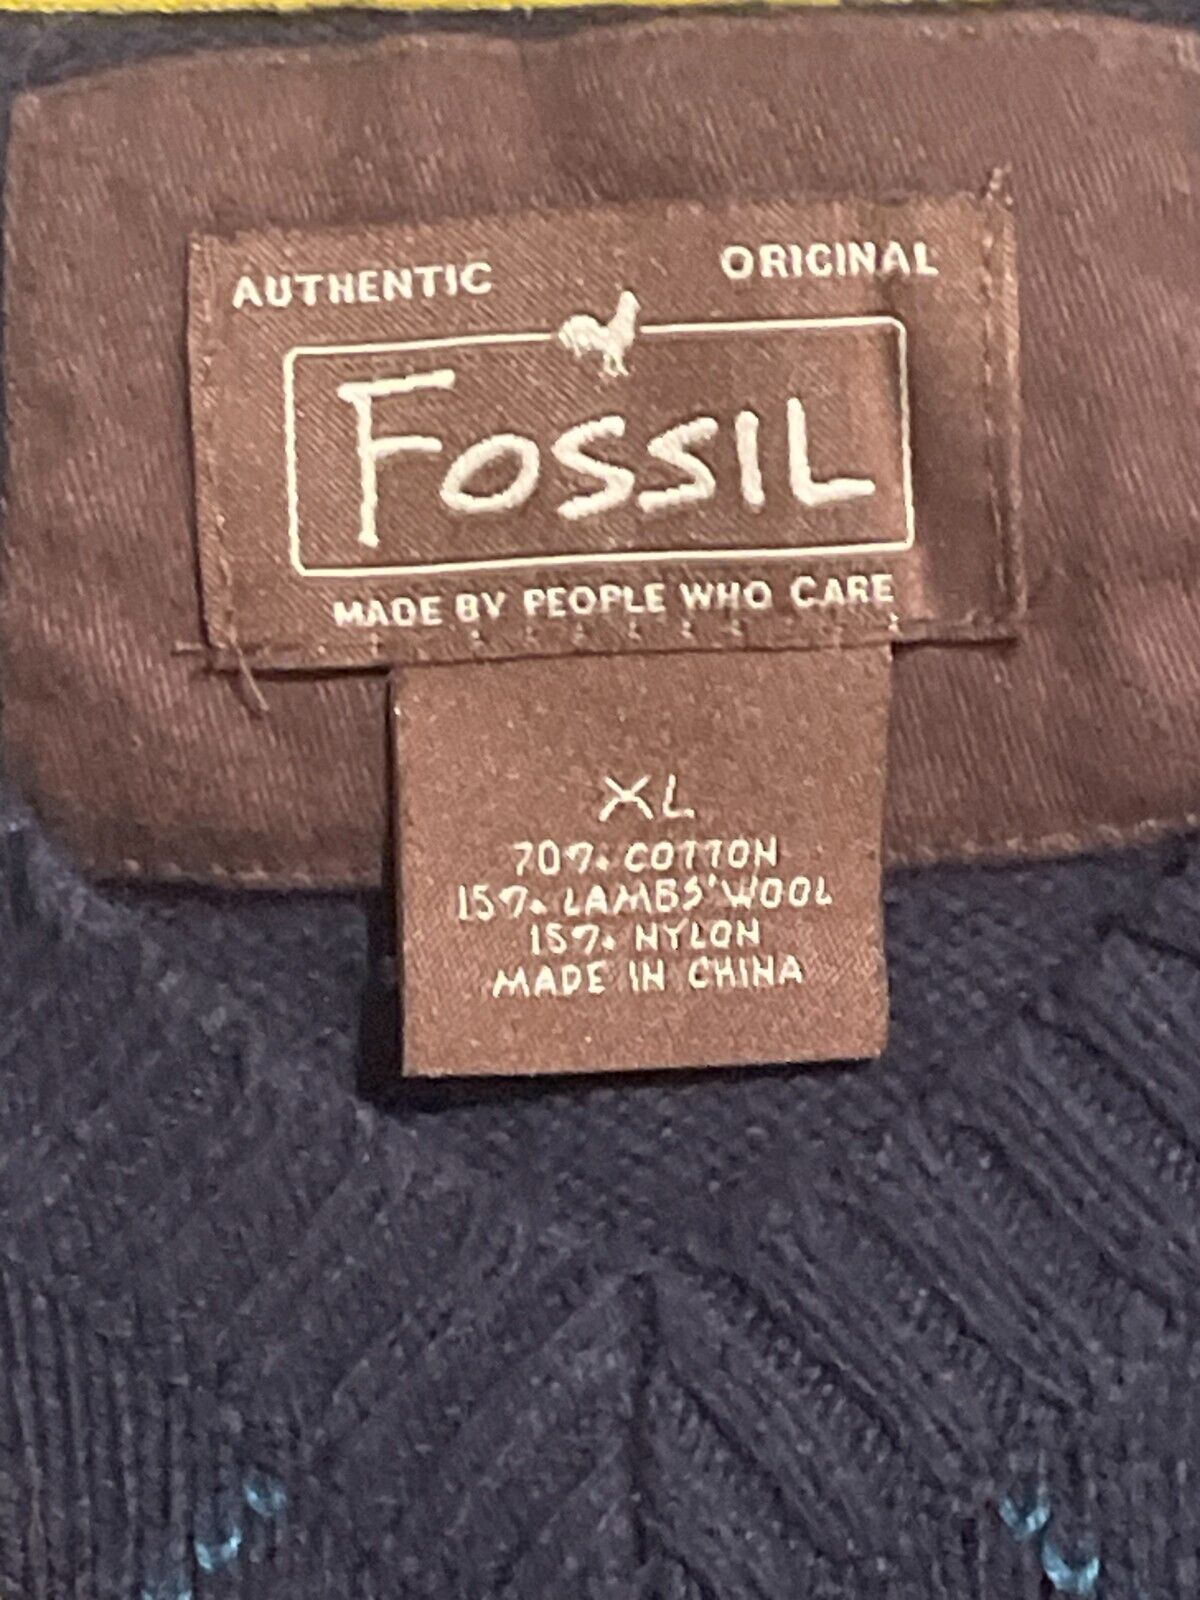 AUTHENTIC ORIGINAL
FOSSIL
MADE BY PEOPLE WHO CARE
XL
70% COTTON
15% LAMBS' WOOL
15% NYLON
MADE IN CHINA